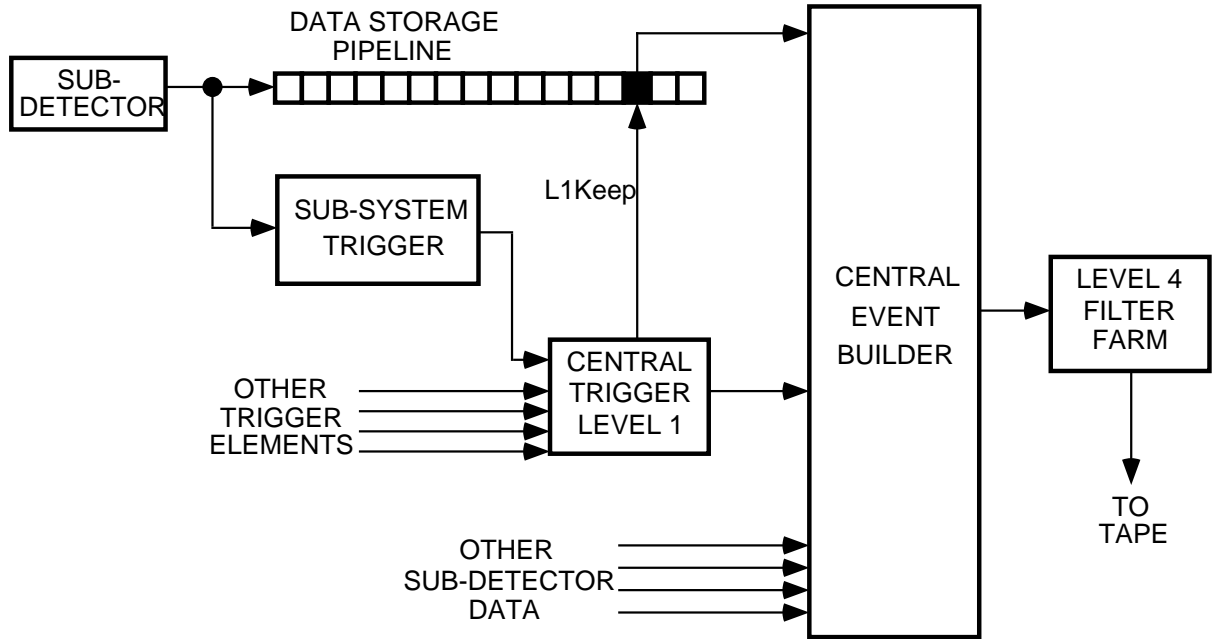 DATA STORAGE
PIPELINE
SUB-
DETECTOR
L1Keep
SUB-SYSTEM
TRIGGER
CENTRAL
EVENT
BUILDER
LEVEL 4
FILTER
FARM
CENTRAL
TRIGGER
LEVEL 1
OTHER
TRIGGER
ELEMENTS
TO
TAPE
OTHER
SUB-DETECTOR
DATA